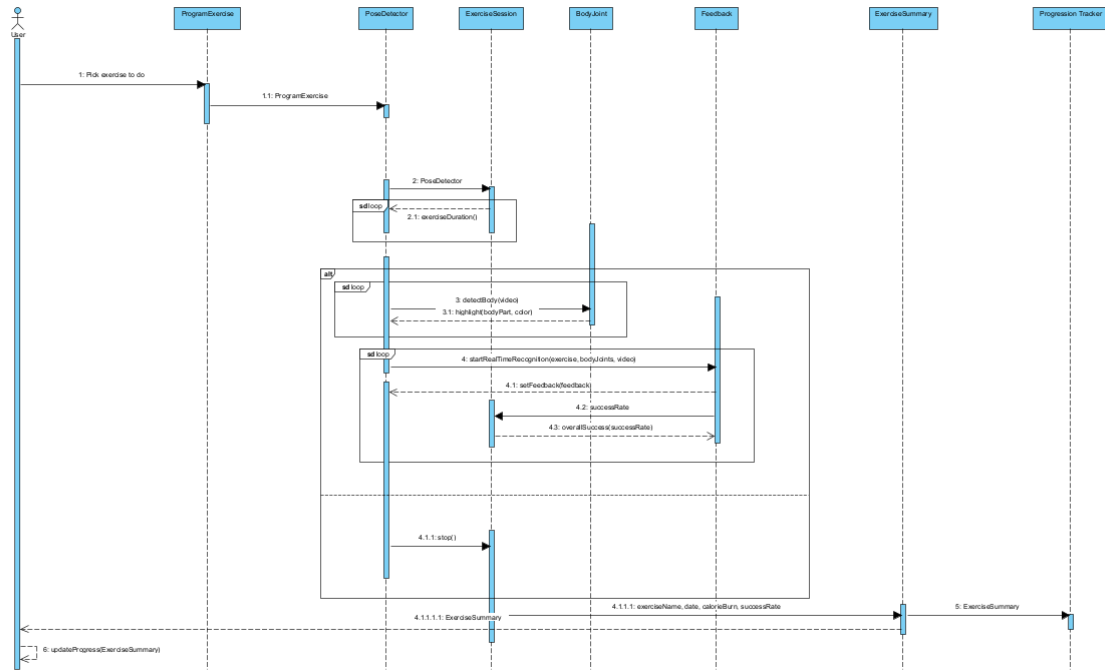 ProgramExercise
PoseDetector
ExerciseSession
BodyJoint
Feedback
ExerciseSummary
Progression Tracker
User
1: Pick exercise to do
1.1: ProgramExercise
2: PoseDetector
sd loop
2.1: exerciseDuration()
alt
sd loop
3: detectBody(video)
3.1: highlight(bodyPart, color)
sd loop
4: startRealTimeRecognition(exercise, bodyJoints, video)
4.1: setFeedback(feedback)
4.2: successRate
4.3: overallSuccess(successRate)
4.1.1: stop()
4.1.1.1: exerciseName, date, calorieBurn, successRate
5: ExerciseSummary
4.1.1.1.1: ExerciseSummary
6: updateProgress(ExerciseSummary)